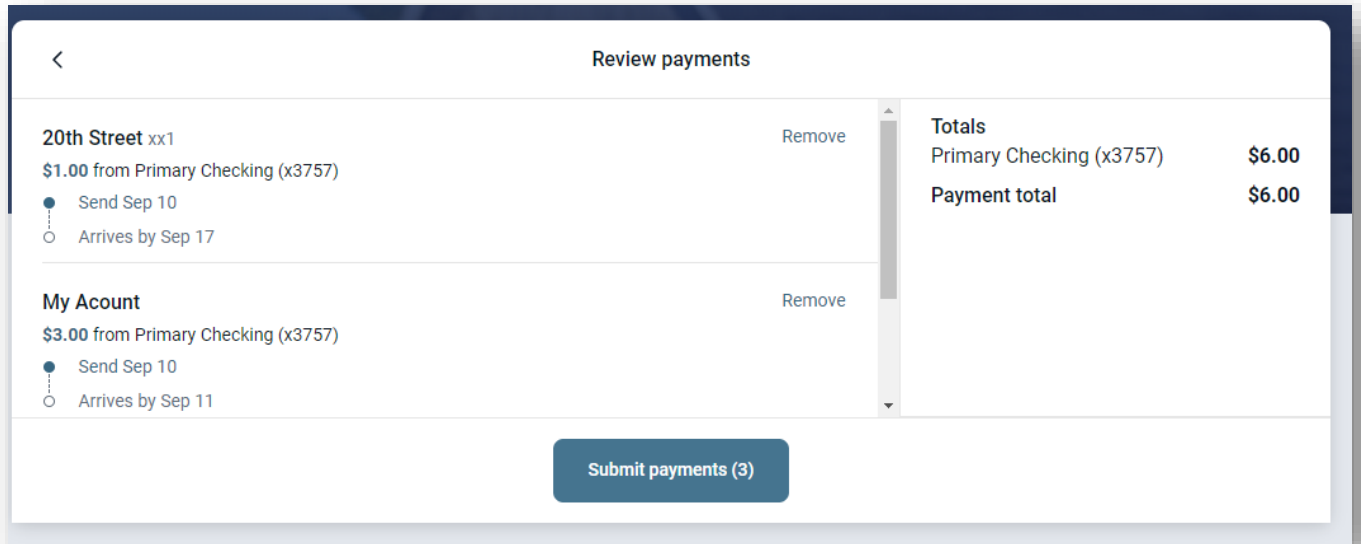 Review payments
20th Street xx1
Remove
$1.00 from Primary Checking (x3757)
Send Sep 10
Arrives by Sep 17
My Acount
Remove
$3.00 from Primary Checking (x3757)
Send Sep 10
Arrives by Sep 11
Totals
Primary Checking (x3757) $6.00
Payment total $6.00
Submit payments (3)